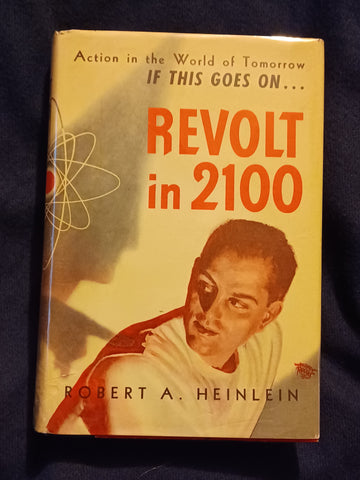 Action in the World of Tomorrow
IF THIS GOES ON...
REVOLT
in 2100
ROBERT A. HEINLEIN